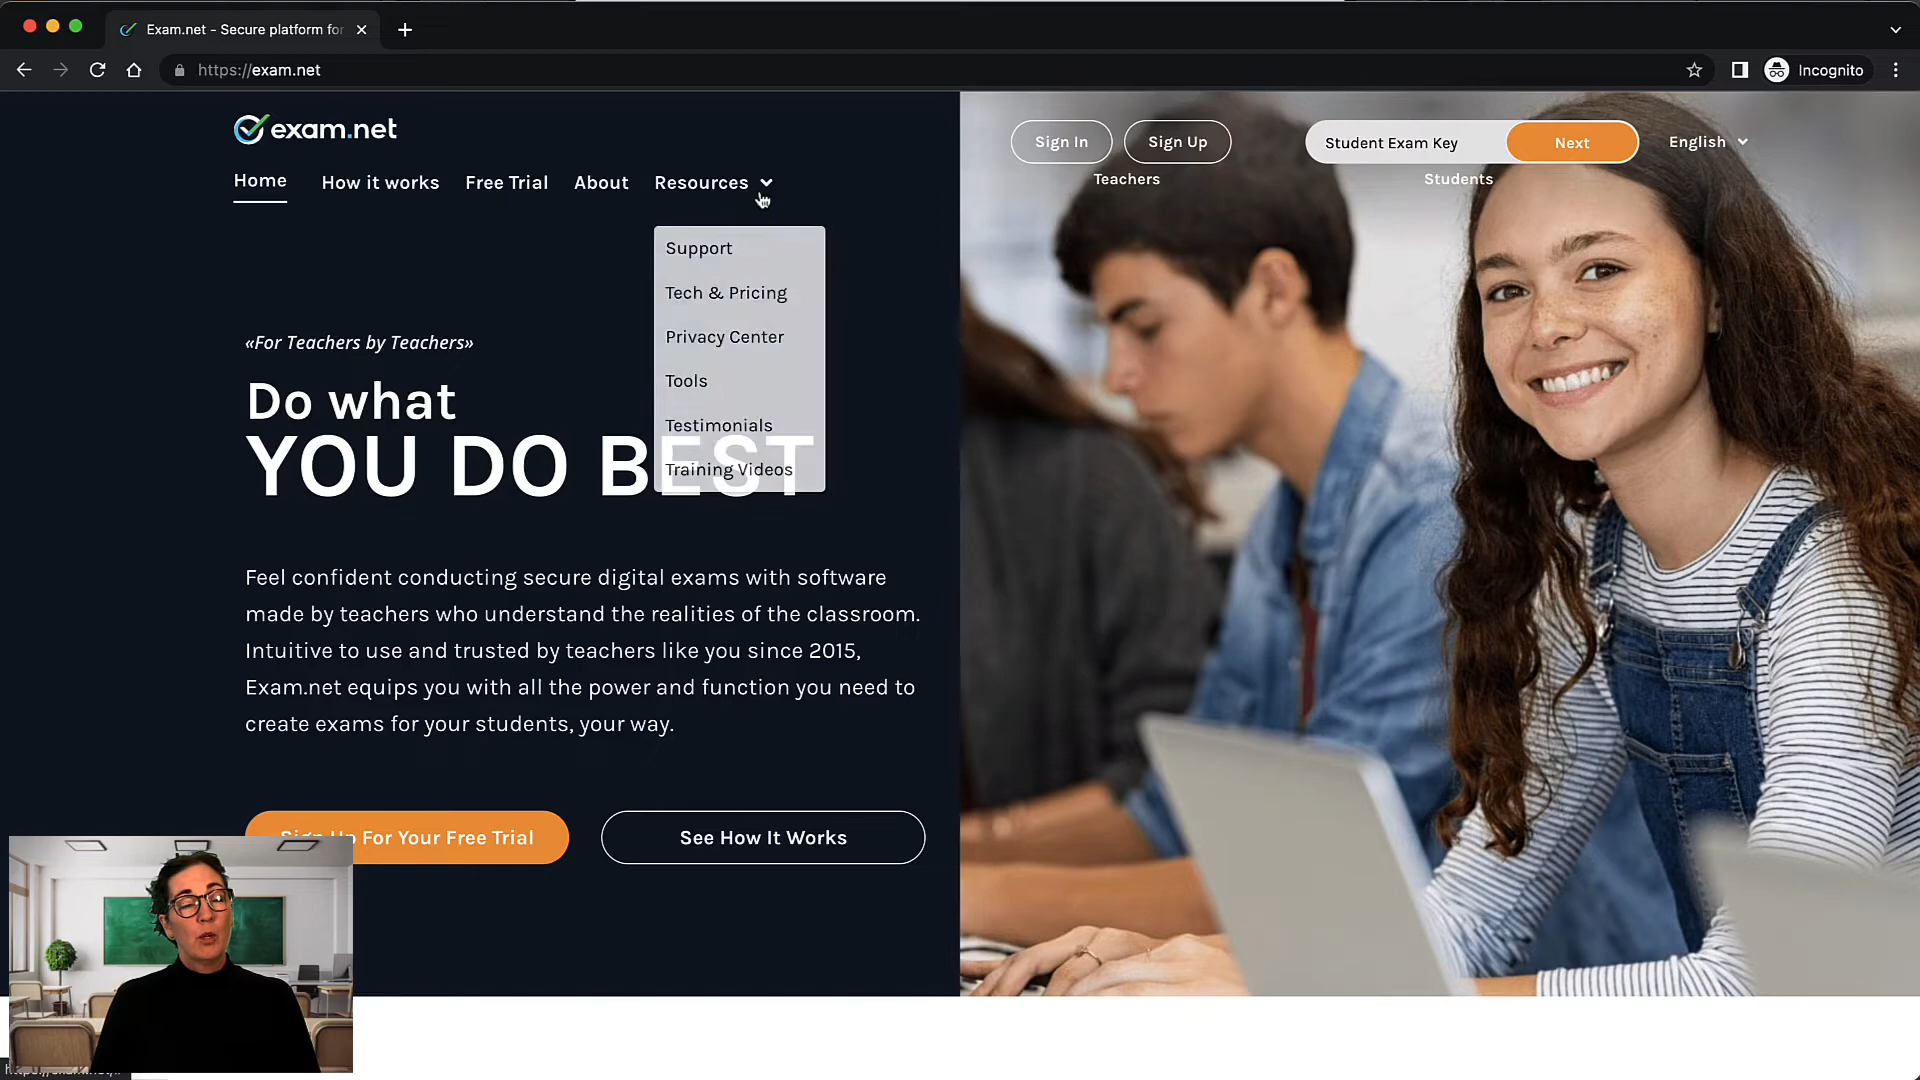 Exam.net - Secure platform for
https://exam.net
Incognito
exam.net
Sign In
Sign Up
Student Exam Key
Next
English
Teachers
Students
Home
How it works
Free Trial
About
Resources
Support
Tech & Pricing
Privacy Center
Tools
Testimonials
Training Videos
«For Teachers by Teachers»
Do what
YOU DO BEST
Feel confident conducting secure digital exams with software
made by teachers who understand the realities of the classroom.
Intuitive to use and trusted by teachers like you since 2015,
Exam.net equips you with all the power and function you need to
create exams for your students, your way.
Sign Up For Your Free Trial
See How It Works